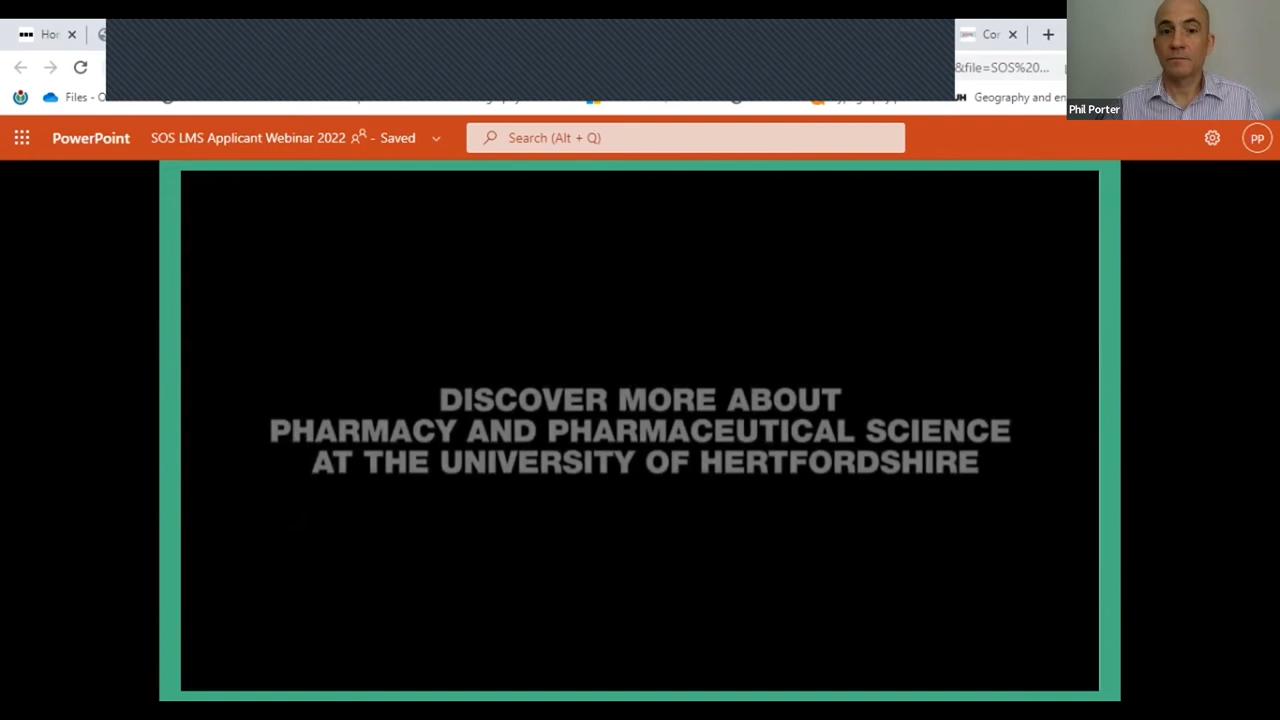 Hor
Cor
&file=SOS%20...
Files - O
Geography and en
Phil Porter
PowerPoint
SOS LMS Applicant Webinar 2022
- Saved
Search (Alt + Q)
PP
DISCOVER MORE ABOUT
PHARMACY AND PHARMACEUTICAL SCIENCE
AT THE UNIVERSITY OF HERTFORDSHIRE